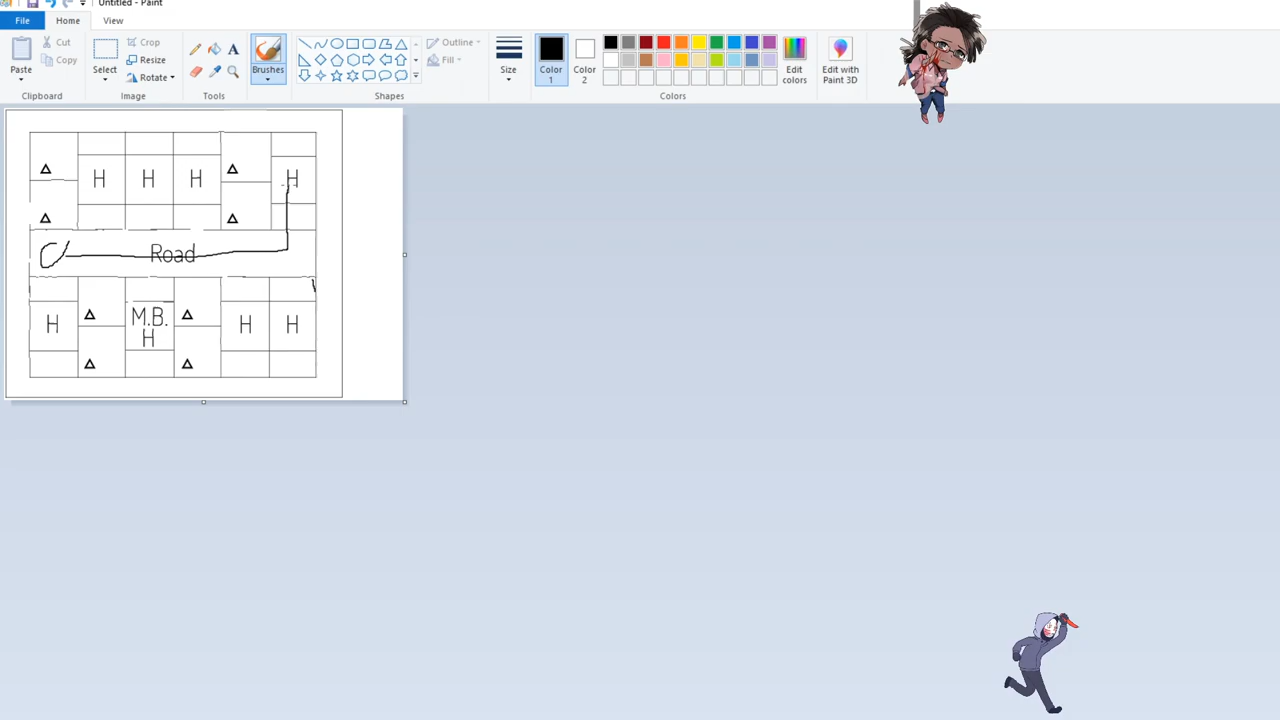 Untitled - Paint
File Home View
Paste
Cut
Copy
Clipboard
Select
Crop
Resize
Rotate
Image
A
Tools
Brushes
Outline
Fill
Shapes
Size
Color 1
Color 2
Edit colors
Colors
Edit with Paint 3D
H H H H
Road
H M.B. H H
H